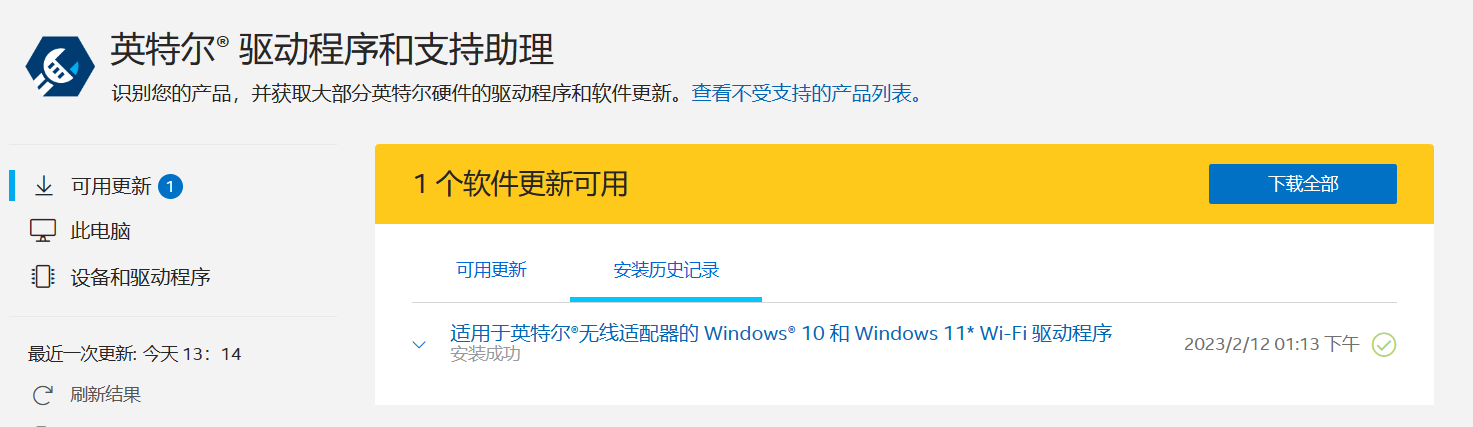 英特尔® 驱动程序和支持助理
识别您的产品，并获取大部分英特尔硬件的驱动程序和软件更新。查看不受支持的产品列表。
可用更新 1
此电脑
设备和驱动程序
最近一次更新: 今天 13：14
刷新结果
1 个软件更新可用
下载全部
可用更新 安装历史记录
适用于英特尔®无线适配器的 Windows® 10 和 Windows 11* Wi-Fi 驱动程序
安装成功
2023/2/12 01:13 下午